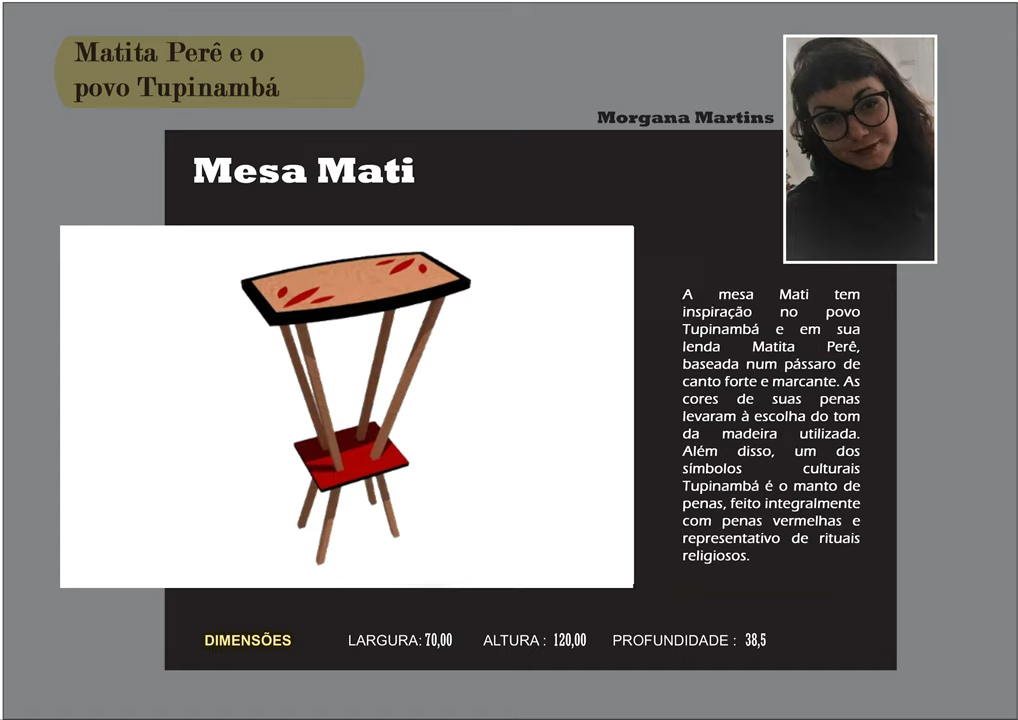 Matita Perê e o
povo Tupinambá
Morgana Martins
Mesa Mati
A mesa Mati tem
inspiração no povo
Tupinambá e em sua
lenda Matita Perê,
baseada num pássaro de
canto forte e marcante. As
cores de suas penas
levaram à escolha do tom
da madeira utilizada.
Além disso, um dos
símbolos culturais
Tupinambá é o manto de
penas, feito integralmente
com penas vermelhas e
representativo de rituais
religiosos.
DIMENSÕES LARGURA: 70,00 ALTURA : 120,00 PROFUNDIDADE : 38,5